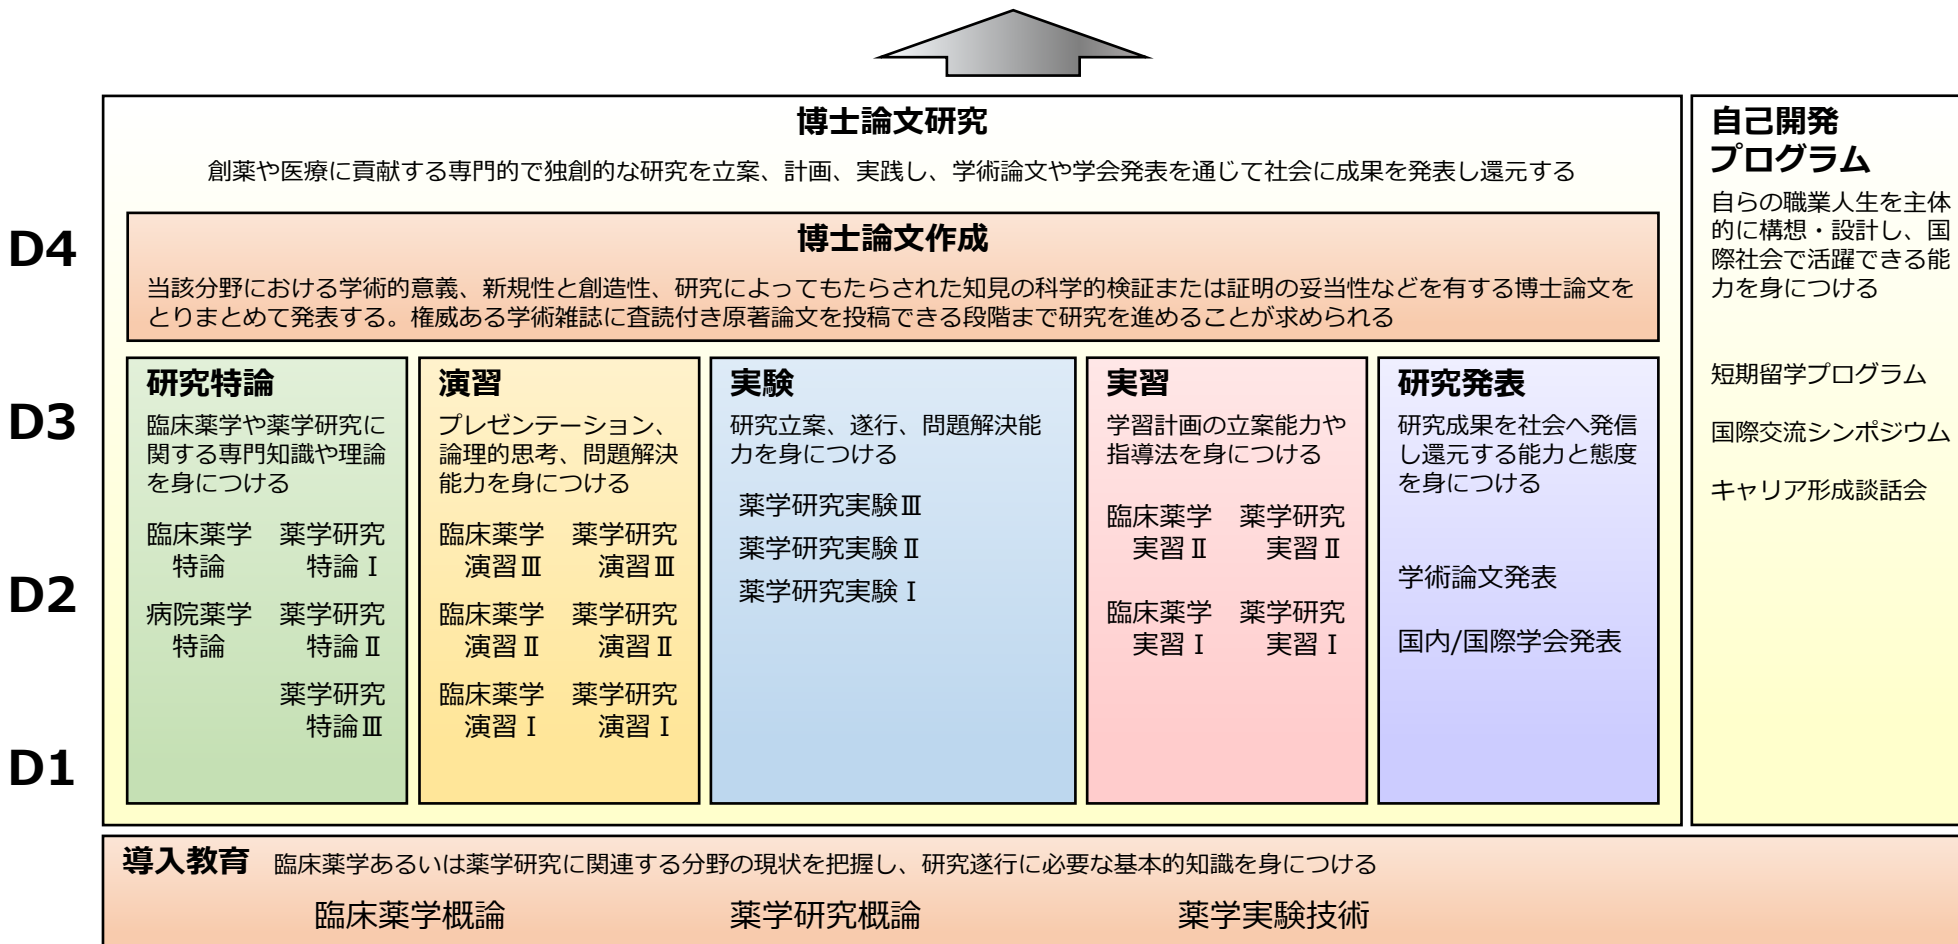 博士論文研究
創薬や医療に貢献する専門的で独創的な研究を立案、計画、実践し、学術論文や学会発表を通じて社会に成果を発表し還元する
D4
博士論文作成
当該分野における学術的意義、新規性と創造性、研究によってもたらされた知見の科学的検証または証明の妥当性などを有する博士論文を
とりまとめて発表する。権威ある学術雑誌に査読付き原著論文を投稿できる段階まで研究を進めることが求められる
D3
D2
D1
研究特論
臨床薬学や薬学研究に
関する専門知識や理論
を身につける
臨床薬学 薬学研究
特論 特論Ⅰ
病院薬学 薬学研究
特論 特論Ⅱ
薬学研究
特論Ⅲ
演習
プレゼンテーション、
論理的思考、問題解決
能力を身につける
臨床薬学 薬学研究
演習Ⅲ 演習Ⅲ
臨床薬学 薬学研究
演習Ⅱ 演習Ⅱ
臨床薬学 薬学研究
演習Ⅰ 演習Ⅰ
実験
研究立案、遂行、問題解決能
力を身につける
薬学研究実験Ⅲ
薬学研究実験Ⅱ
薬学研究実験Ⅰ
実習
学習計画の立案能力や
指導法を身につける
臨床薬学 薬学研究
実習Ⅱ 実習Ⅱ
臨床薬学 薬学研究
実習Ⅰ 実習Ⅰ
研究発表
研究成果を社会へ発信
し還元する能力と態度
を身につける
学術論文発表
国内/国際学会発表
自己開発
プログラム
自らの職業人生を主体
的に構想・設計し、国
際社会で活躍できる能
力を身につける
短期留学プログラム
国際交流シンポジウム
キャリア形成談話会
導入教育 臨床薬学あるいは薬学研究に関連する分野の現状を把握し、研究遂行に必要な基本的知識を身につける
臨床薬学概論 薬学研究概論 薬学実験技術